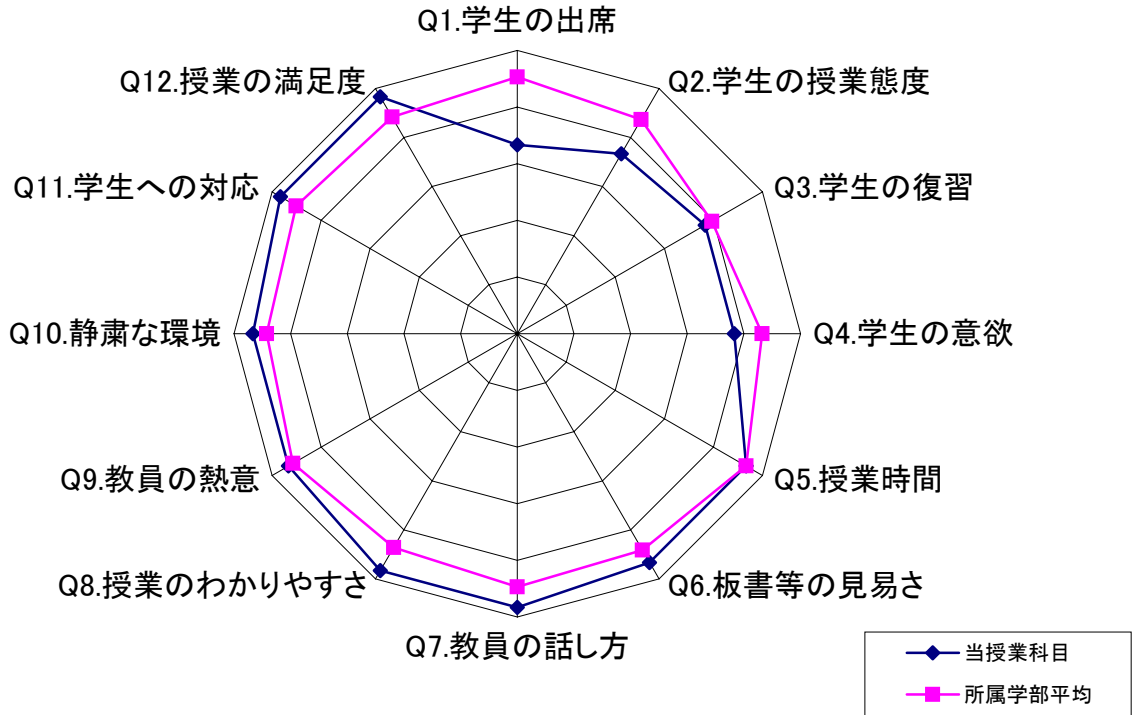 Q1.学生の出席
Q2.学生の授業態度
Q3.学生の復習
Q4.学生の意欲
Q5.授業時間
Q6.板書等の見易さ
Q7.教員の話し方
Q8.授業のわかりやすさ
Q9.教員の熱意
Q10.静粛な環境
Q11.学生への対応
Q12.授業の満足度
当授業科目
所属学部平均